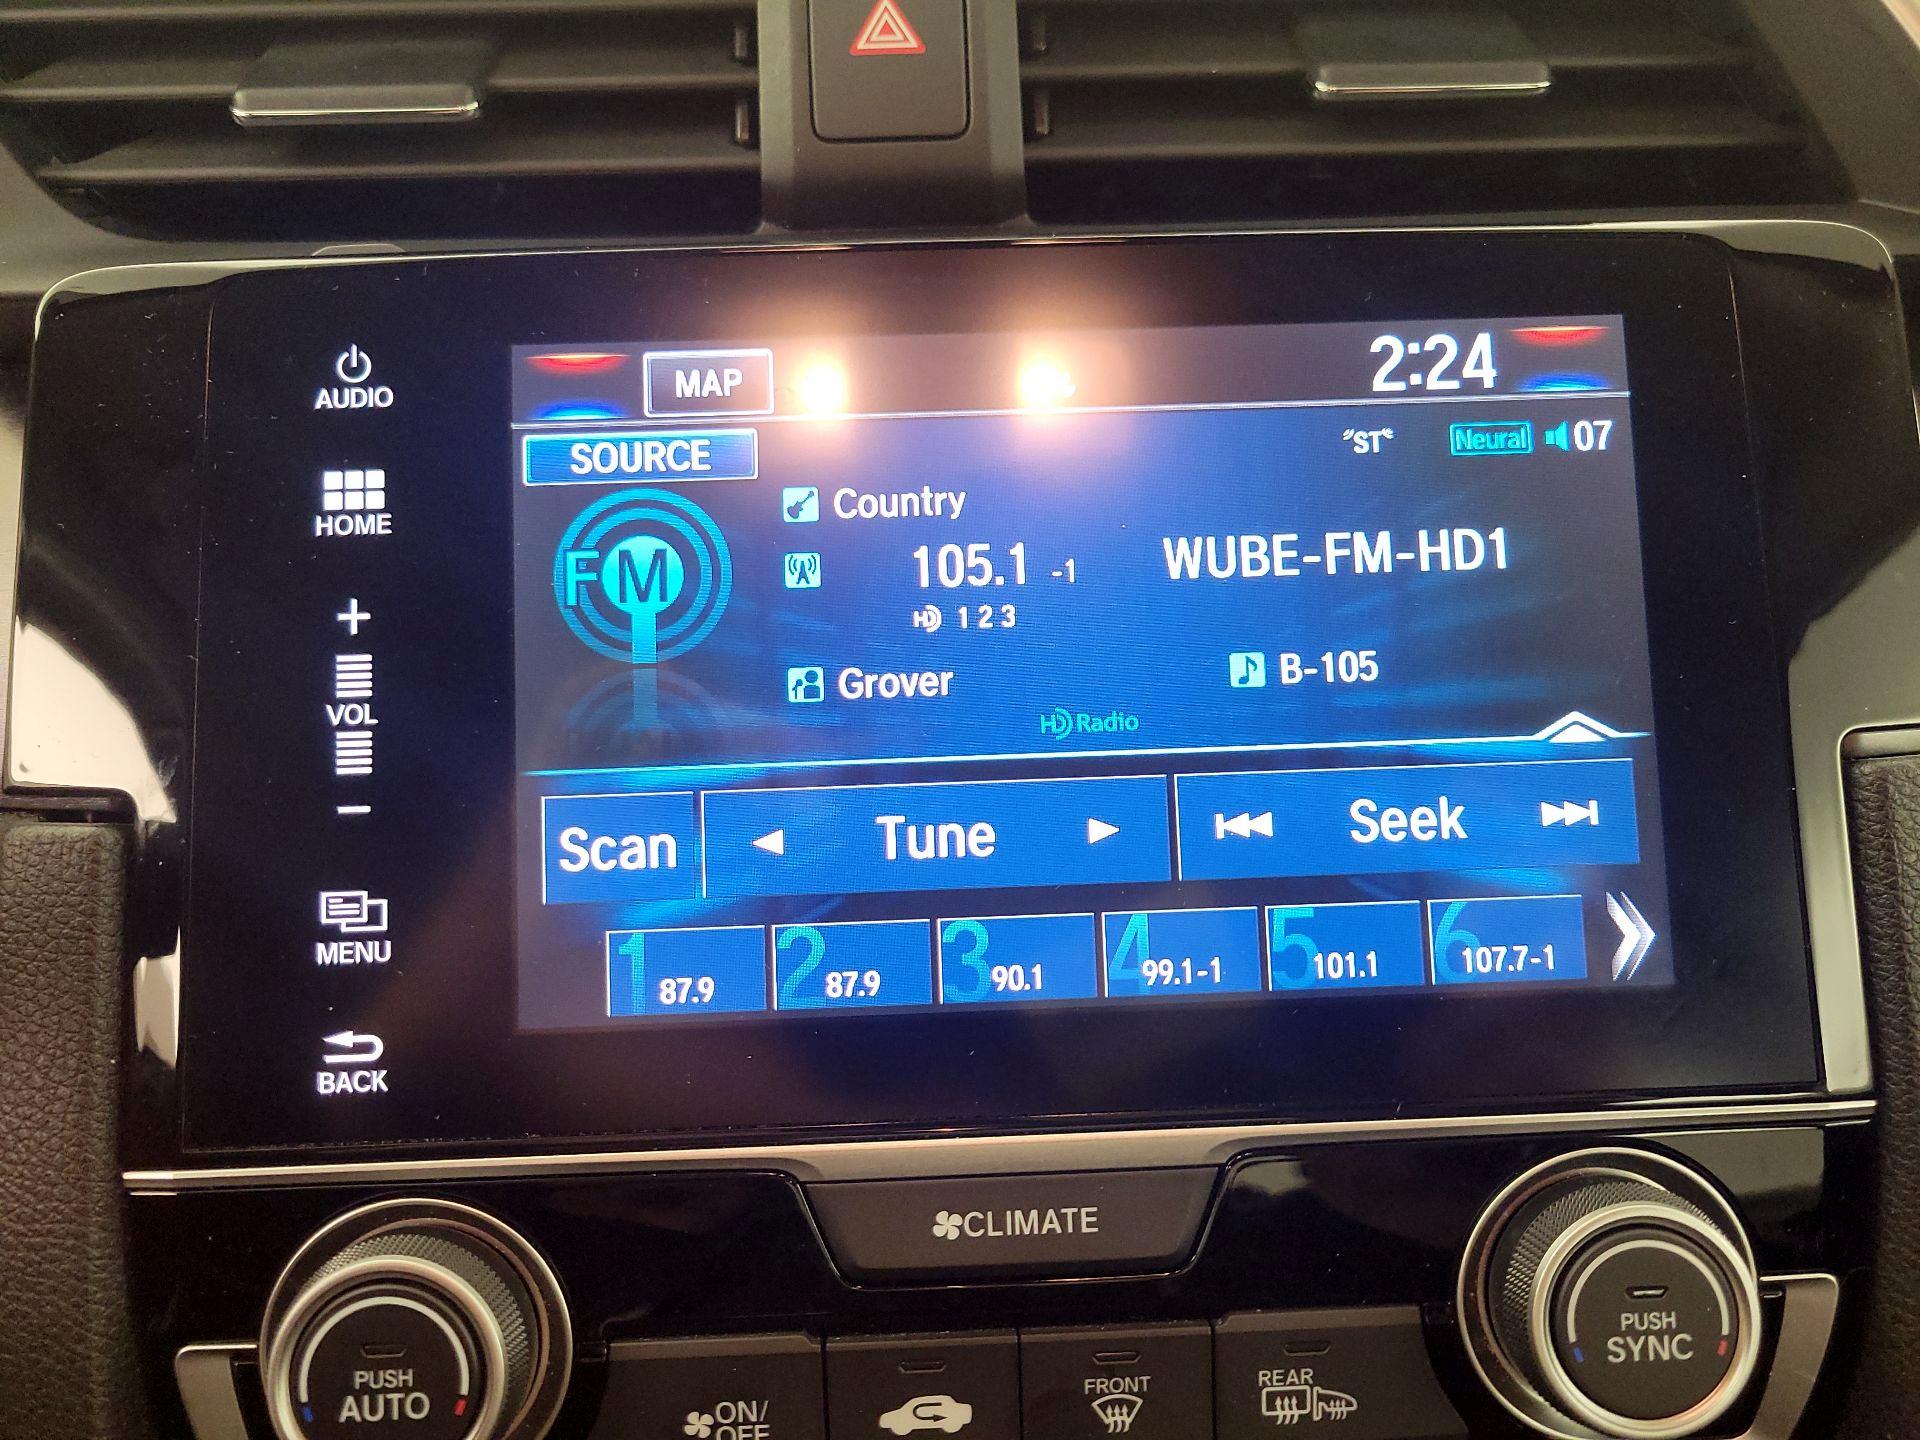 AUDIO
HOME
+
VOL
−
MENU
BACK
MAP
2:24
SOURCE
"ST"
Neural
07
FM
Country
105.1 -1
WUBE-FM-HD1
HD 1 2 3
Grover
B-105
HD Radio
Scan
Tune
Seek
1 87.9
2 87.9
3 90.1
4 99.1-1
5 101.1
6 107.7-1
CLIMATE
PUSH
AUTO
ON/
OFF
FRONT
REAR
PUSH
SYNC